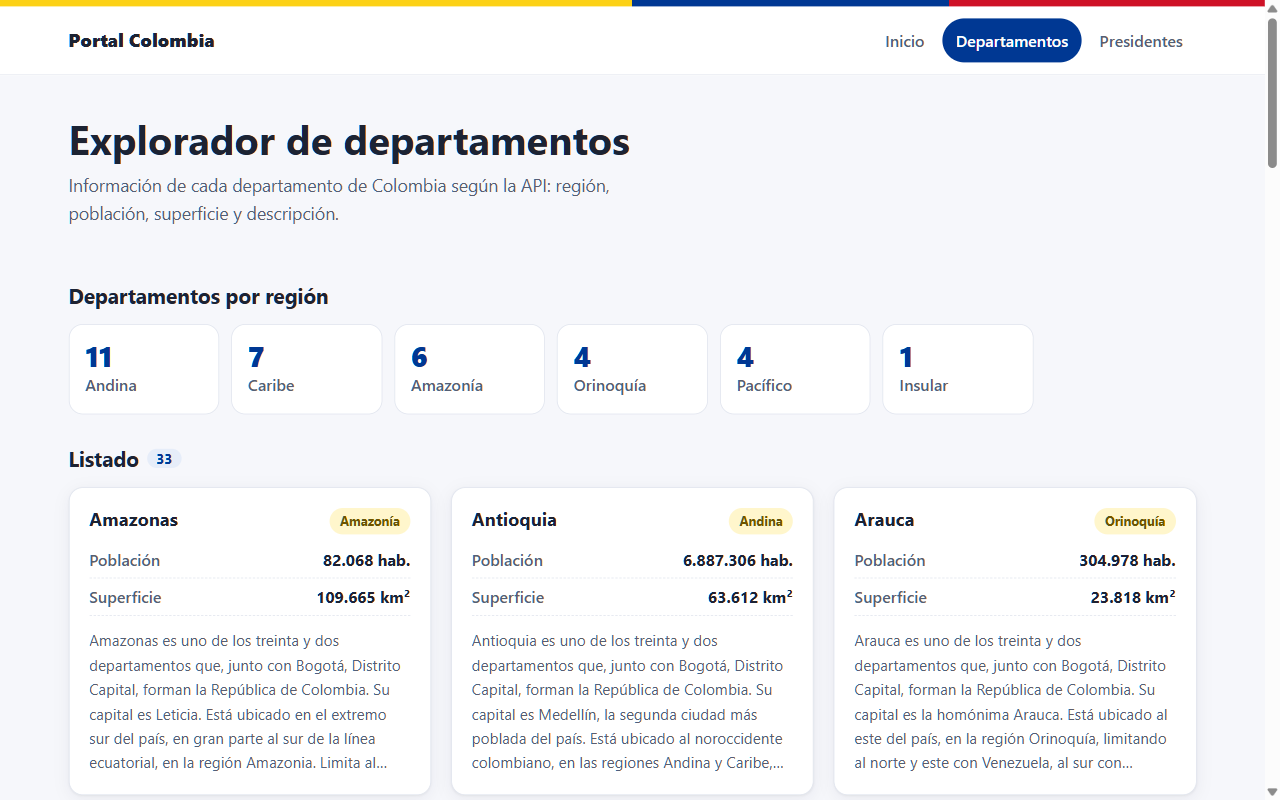 Portal Colombia
Inicio
Departamentos
Presidentes
Explorador de departamentos
Información de cada departamento de Colombia según la API: región,
población, superficie y descripción.
Departamentos por región
11
Andina
7
Caribe
6
Amazonía
4
Orinoquía
4
Pacífico
1
Insular
Listado 33
Amazonas
Amazonía
Población 82.068 hab.
Superficie 109.665 km²
Amazonas es uno de los treinta y dos
departamentos que, junto con Bogotá, Distrito
Capital, forman la República de Colombia. Su
capital es Leticia. Está ubicado en el extremo
sur del país, en gran parte al sur de la línea
ecuatorial, en la región Amazonia. Limita al...
Antioquia
Andina
Población 6.887.306 hab.
Superficie 63.612 km²
Antioquia es uno de los treinta y dos
departamentos que, junto con Bogotá, Distrito
Capital, forman la República de Colombia. Su
capital es Medellín, la segunda ciudad más
poblada del país. Está ubicado al noroccidente
colombiano, en las regiones Andina y Caribe,...
Arauca
Orinoquía
Población 304.978 hab.
Superficie 23.818 km²
Arauca es uno de los treinta y dos
departamentos que, junto con Bogotá, Distrito
Capital, forman la República de Colombia. Su
capital es la homónima Arauca. Está ubicado al
este del país, en la región Orinoquía, limitando
al norte y este con Venezuela, al sur con...